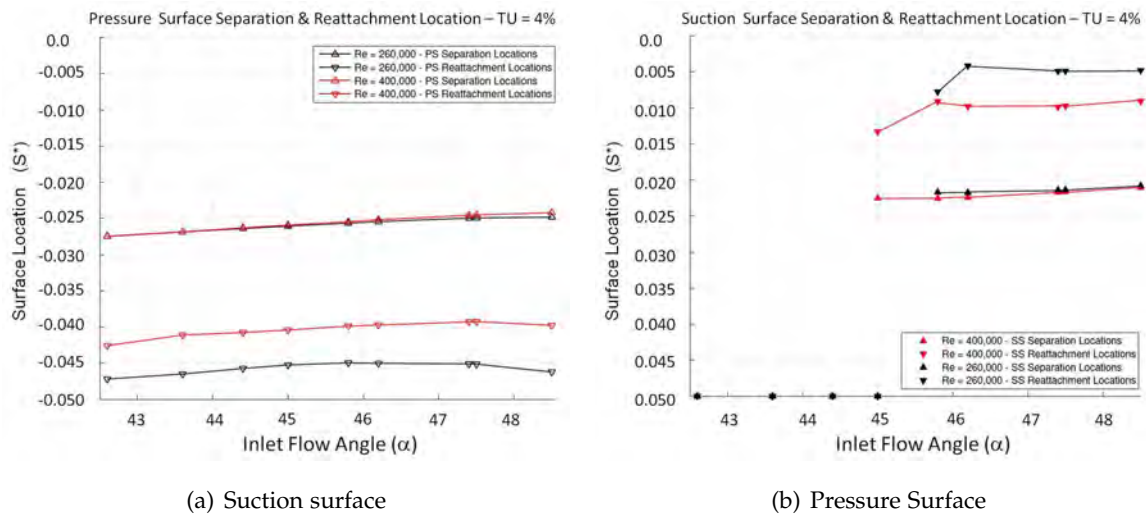 Pressure Surface Separation & Reattachment Location – TU = 4%
0.0
-0.005
-0.010
-0.015
-0.020
-0.025
-0.030
-0.035
-0.040
-0.045
-0.050
Surface Location (S*)
Re = 260,000 - PS Separation Locations
Re = 260,000 - PS Reattachment Locations
Re = 400,000 - PS Separation Locations
Re = 400,000 - PS Reattachment Locations
43 44 45 46 47 48
Inlet Flow Angle (α)
(a) Suction surface
Suction Surface Separation & Reattachment Location – TU = 4%
0.0
0.005
0.010
0.015
0.020
0.025
0.030
0.035
0.040
0.045
0.050
Surface Location (S*)
Re = 400,000 - SS Separation Locations
Re = 400,000 - SS Reattachment Locations
Re = 260,000 - SS Separation Locations
Re = 260,000 - SS Reattachment Locations
43 44 45 46 47 48
Inlet Flow Angle (α)
(b) Pressure Surface